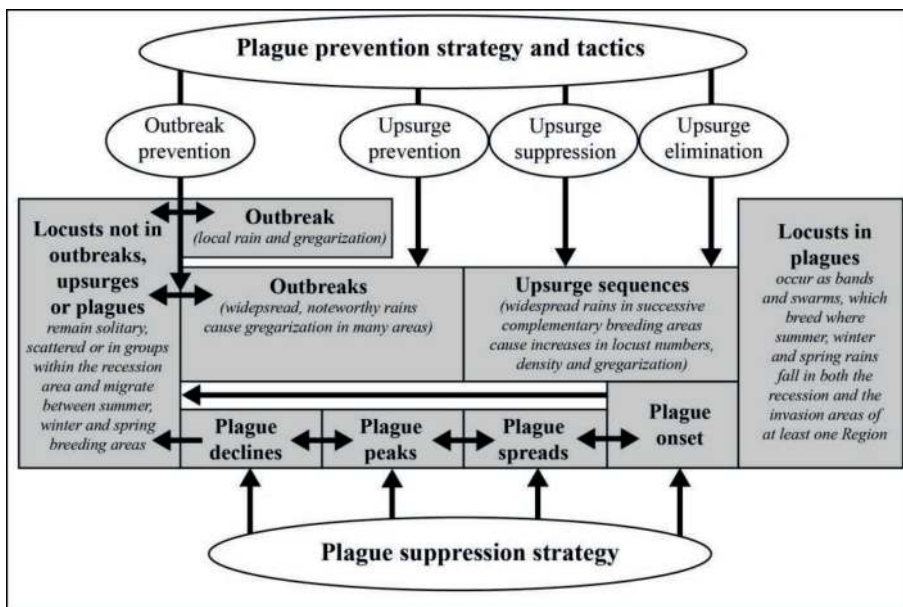 Plague prevention strategy and tactics
Outbreak
prevention
Upsurge
prevention
Upsurge
suppression
Upsurge
elimination
Locusts not in
outbreaks,
upsurges
or plagues
remain solitary,
scattered or in groups
within the recession
area and migrate
between summer,
winter and spring
breeding areas
Outbreak
(local rain and gregarization)
Outbreaks
(widepsread, noteworthy rains
cause gregarization in many areas)
Upsurge sequences
(widespread rains in successive
complementary breeding areas
cause increases in locust numbers,
density and gregarization)
Locusts in
plagues
occur as bands
and swarms, which
breed where
summer, winter
and spring rains
fall in both the
recession and the
invasion areas of
at least one Region
Plague
declines
Plague
peaks
Plague
spreads
Plague
onset
Plague suppression strategy